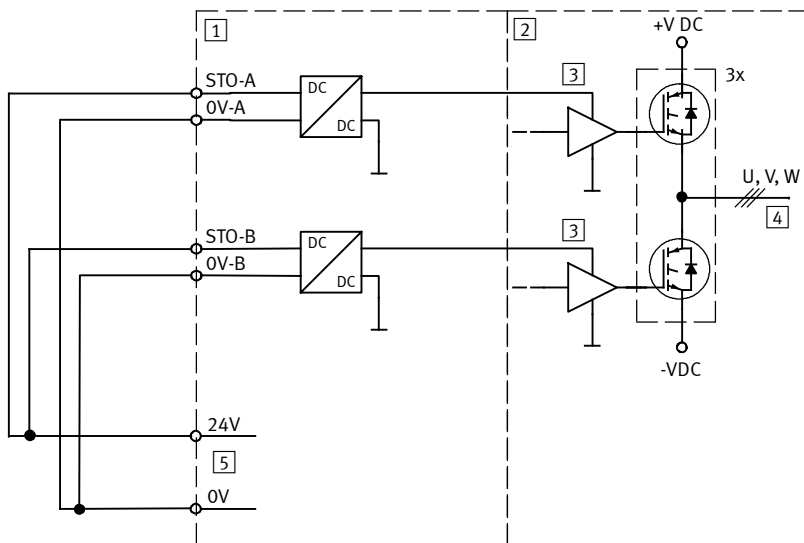 1
2
+V DC
STO-A
DC
3
3x
0V-A
DC
U, V, W
4
STO-B
DC
3
0V-B
DC
-VDC
24V
5
0V